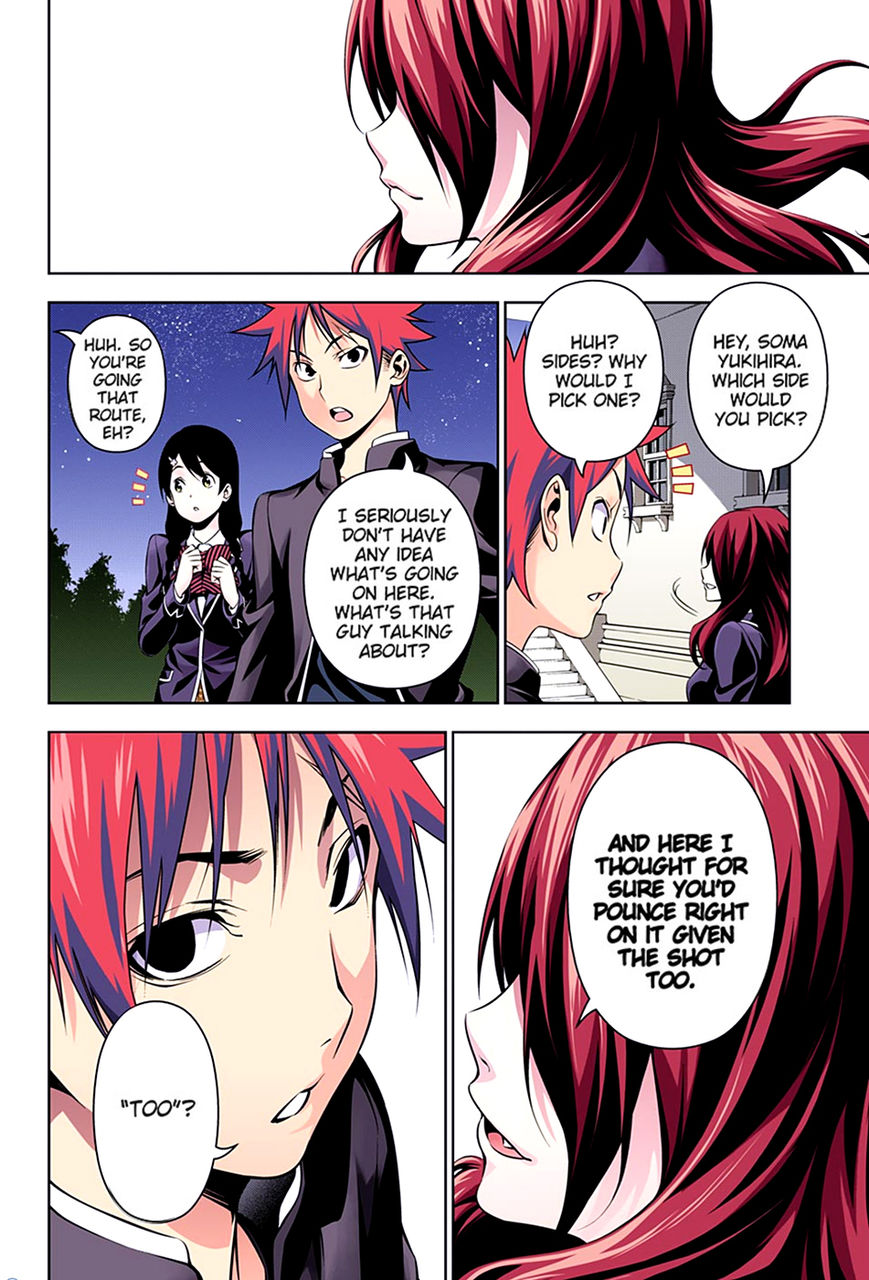 HEY, SOMA
YUKIHIRA.
WHICH SIDE
WOULD
YOU PICK?
HUH?
SIDES? WHY
WOULD I
PICK ONE?
I SERIOUSLY
DON'T HAVE
ANY IDEA
WHAT'S GOING
ON HERE.
WHAT'S THAT
GUY TALKING
ABOUT?
HUH. SO
YOU'RE
GOING
THAT
ROUTE,
EH?
AND HERE I
THOUGHT FOR
SURE YOU'D
POUNCE RIGHT
ON IT GIVEN
THE SHOT
TOO.
"TOO"?